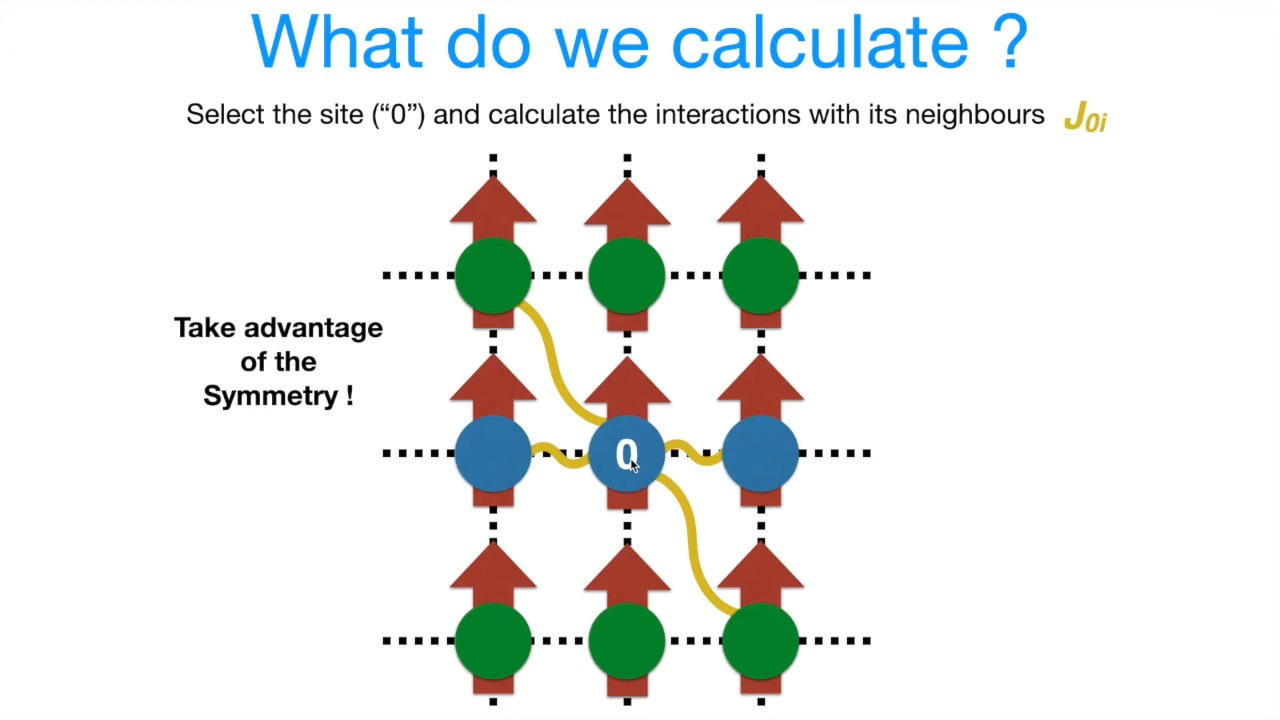 What do we calculate ?
Select the site (“0”) and calculate the interactions with its neighbours J0i
Take advantage
of the
Symmetry !
0